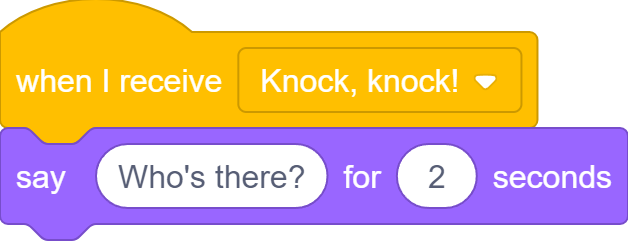 when I receive Knock, knock!
say Who's there? for 2 seconds